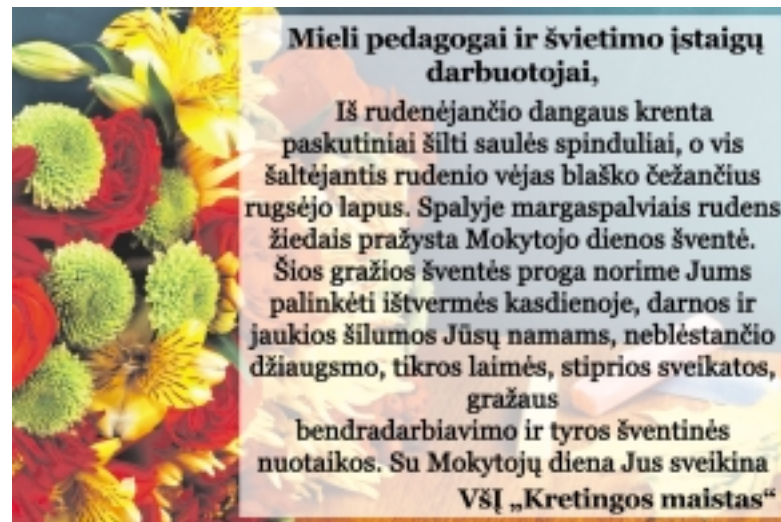 Mieli pedagogai ir švietimo įstaigų
darbuotojai,
Iš rudenėjančio dangaus krenta
paskutiniai šilti saulės spinduliai, o vis
šaltėjantis rudenio vėjas blaško čežančius
rugsėjo lapus. Spalyje margaspalviais rudens
žiedais pražysta Mokytojo dienos šventė.
Šios gražios šventės proga norime Jums
palinkėti ištvermės kasdienoje, darnos ir
jaukios šilumos Jūsų namams, neblėstančio
džiaugsmo, tikros laimės, stiprios sveikatos,
gražaus
bendradarbiavimo ir tyros šventinės
nuotaikos. Su Mokytojų diena Jus sveikina
VšĮ „Kretingos maistas“